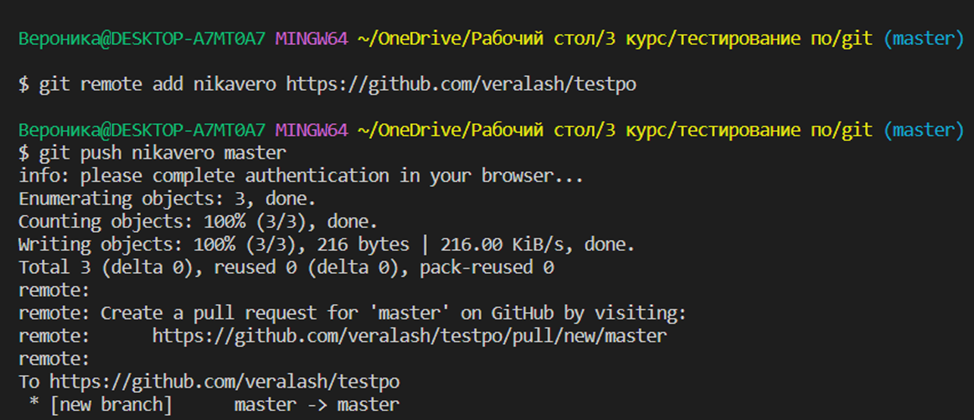 Вероника@DESKTOP-A7MT0A7 MINGW64 ~/OneDrive/Рабочий стол/3 курс/тестирование по/git (master)
$ git remote add nikavero https://github.com/veralash/testpo
Вероника@DESKTOP-A7MT0A7 MINGW64 ~/OneDrive/Рабочий стол/3 курс/тестирование по/git (master)
$ git push nikavero master
info: please complete authentication in your browser...
Enumerating objects: 3, done.
Counting objects: 100% (3/3), done.
Writing objects: 100% (3/3), 216 bytes | 216.00 KiB/s, done.
Total 3 (delta 0), reused 0 (delta 0), pack-reused 0
remote:
remote: Create a pull request for 'master' on GitHub by visiting:
remote:      https://github.com/veralash/testpo/pull/new/master
remote:
To https://github.com/veralash/testpo
 * [new branch]      master -> master